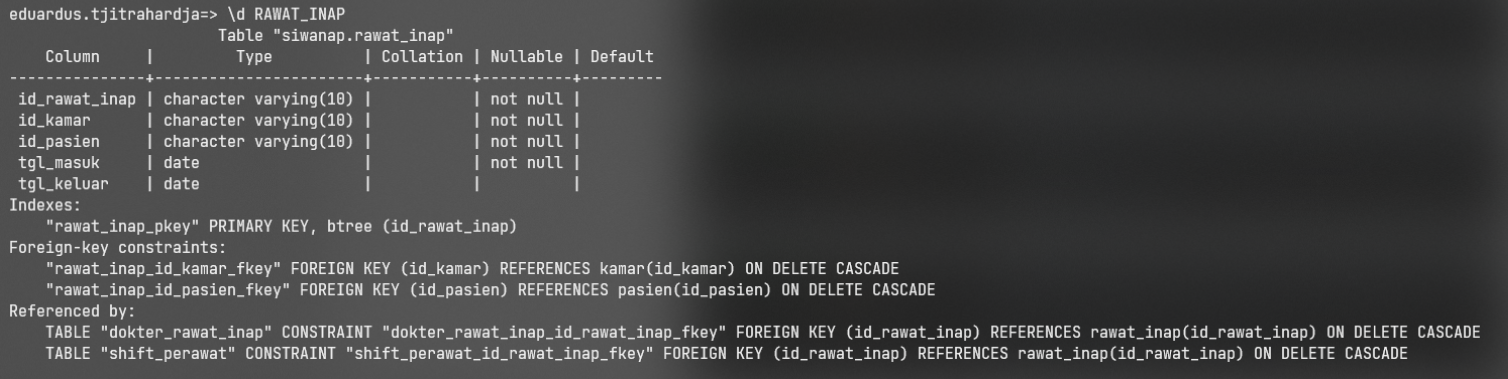 eduardus.tjitrahardja=> \d RAWAT_INAP
                       Table "siwanap.rawat_inap"
    Column     |         Type          | Collation | Nullable | Default
---------------+-----------------------+-----------+----------+---------
 id_rawat_inap | character varying(10) |           | not null |
 id_kamar      | character varying(10) |           | not null |
 id_pasien     | character varying(10) |           | not null |
 tgl_masuk     | date                  |           | not null |
 tgl_keluar    | date                  |           |          |
Indexes:
    "rawat_inap_pkey" PRIMARY KEY, btree (id_rawat_inap)
Foreign-key constraints:
    "rawat_inap_id_kamar_fkey" FOREIGN KEY (id_kamar) REFERENCES kamar(id_kamar) ON DELETE CASCADE
    "rawat_inap_id_pasien_fkey" FOREIGN KEY (id_pasien) REFERENCES pasien(id_pasien) ON DELETE CASCADE
Referenced by:
    TABLE "dokter_rawat_inap" CONSTRAINT "dokter_rawat_inap_id_rawat_inap_fkey" FOREIGN KEY (id_rawat_inap) REFERENCES rawat_inap(id_rawat_inap) ON DELETE CASCADE
    TABLE "shift_perawat" CONSTRAINT "shift_perawat_id_rawat_inap_fkey" FOREIGN KEY (id_rawat_inap) REFERENCES rawat_inap(id_rawat_inap) ON DELETE CASCADE